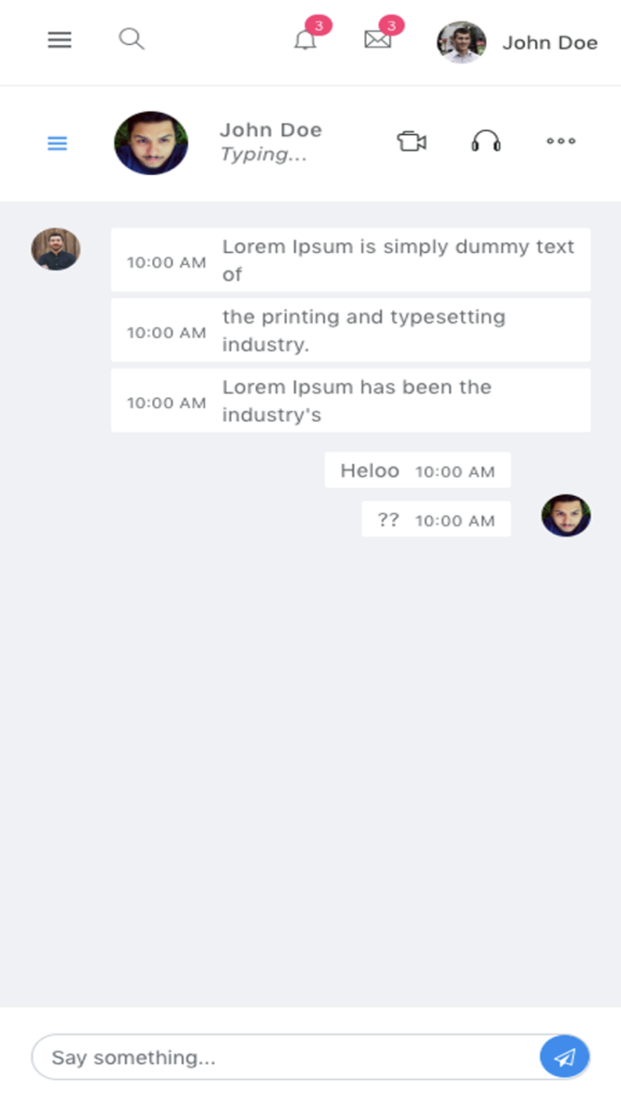 3
3
John Doe
John Doe
Typing...
10:00 AM
Lorem Ipsum is simply dummy text
of
10:00 AM
the printing and typesetting
industry.
10:00 AM
Lorem Ipsum has been the
industry's
Heloo 10:00 AM
?? 10:00 AM
Say something...